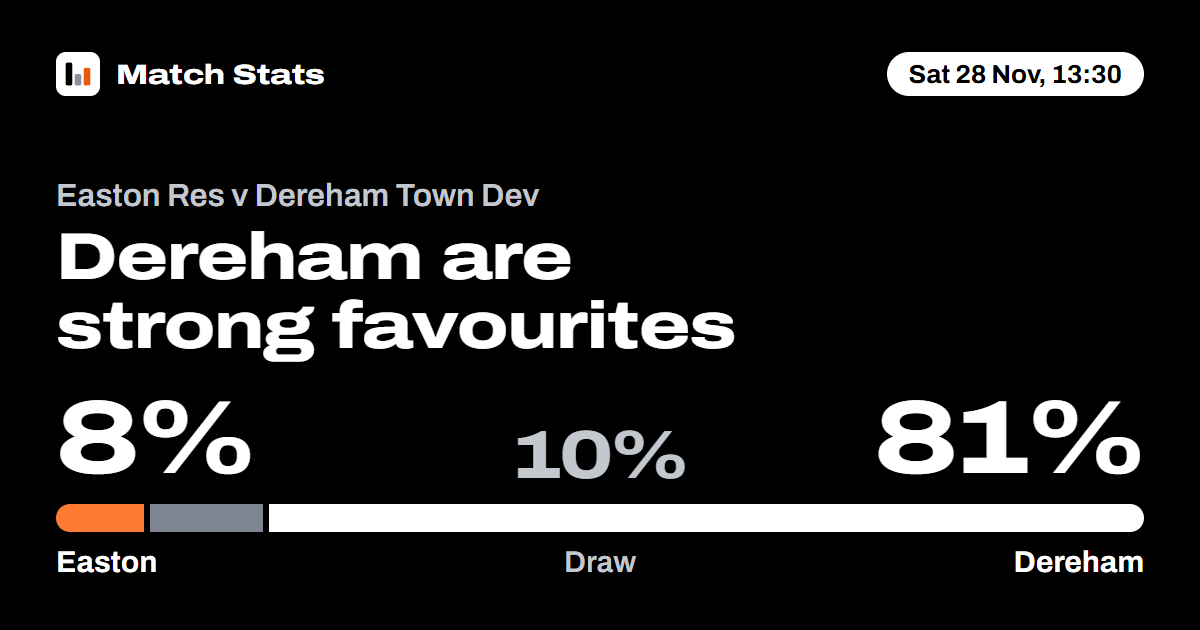 Match Stats
Sat 28 Nov, 13:30
Easton Res v Dereham Town Dev
Dereham are
strong favourites
8%
10%
81%
Easton
Draw
Dereham